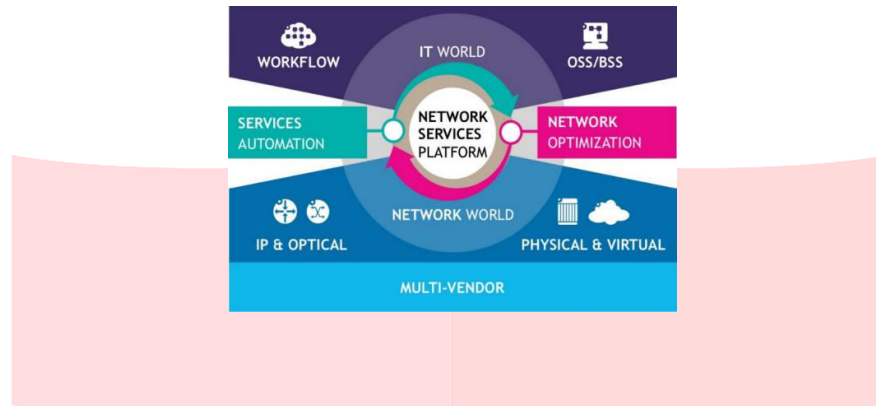 WORKFLOW
IT WORLD
OSS/BSS
SERVICES
AUTOMATION
NETWORK
SERVICES
PLATFORM
NETWORK
OPTIMIZATION
NETWORK WORLD
IP & OPTICAL
PHYSICAL & VIRTUAL
MULTI-VENDOR